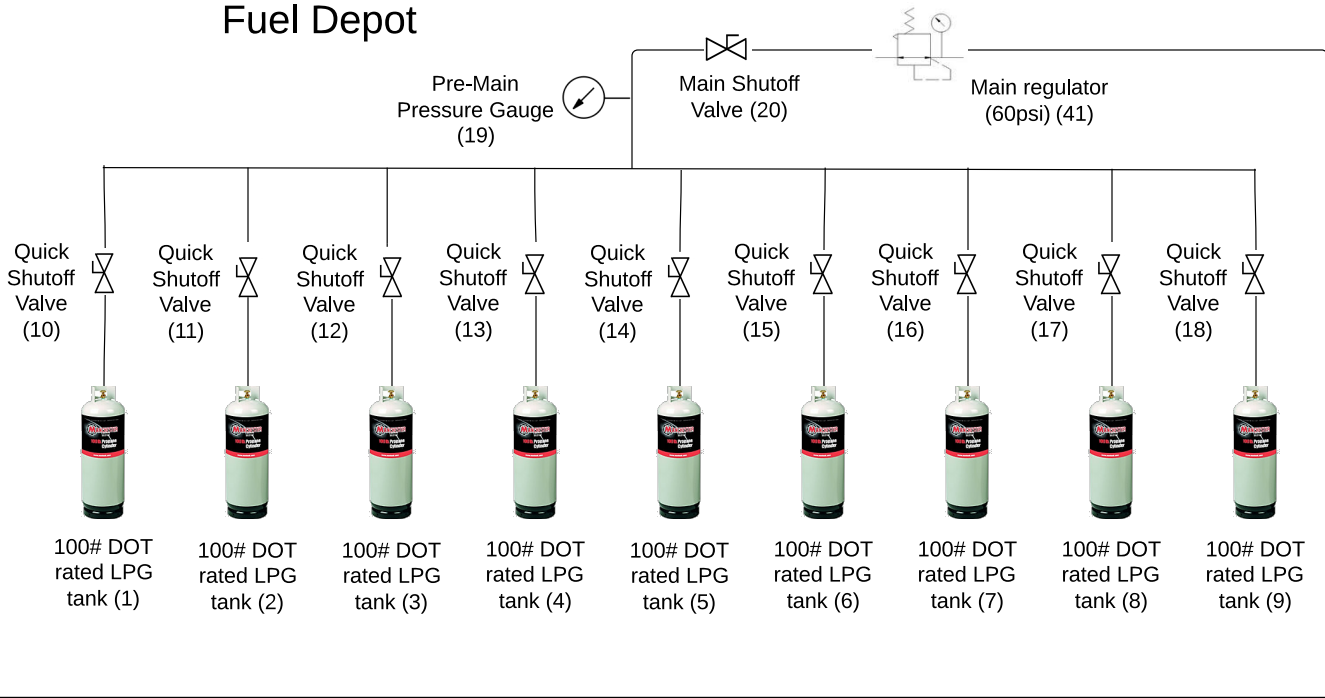 Fuel Depot
Pre-Main
Pressure Gauge
(19)
Main Shutoff
Valve (20)
Main regulator
(60psi) (41)
Quick
Shutoff
Valve
(10)
Quick
Shutoff
Valve
(11)
Quick
Shutoff
Valve
(12)
Quick
Shutoff
Valve
(13)
Quick
Shutoff
Valve
(14)
Quick
Shutoff
Valve
(15)
Quick
Shutoff
Valve
(16)
Quick
Shutoff
Valve
(17)
Quick
Shutoff
Valve
(18)
100# DOT
rated LPG
tank (1)
100# DOT
rated LPG
tank (2)
100# DOT
rated LPG
tank (3)
100# DOT
rated LPG
tank (4)
100# DOT
rated LPG
tank (5)
100# DOT
rated LPG
tank (6)
100# DOT
rated LPG
tank (7)
100# DOT
rated LPG
tank (8)
100# DOT
rated LPG
tank (9)